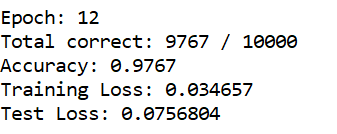 Epoch: 12
Total correct: 9767 / 10000
Accuracy: 0.9767
Training Loss: 0.034657
Test Loss: 0.0756804